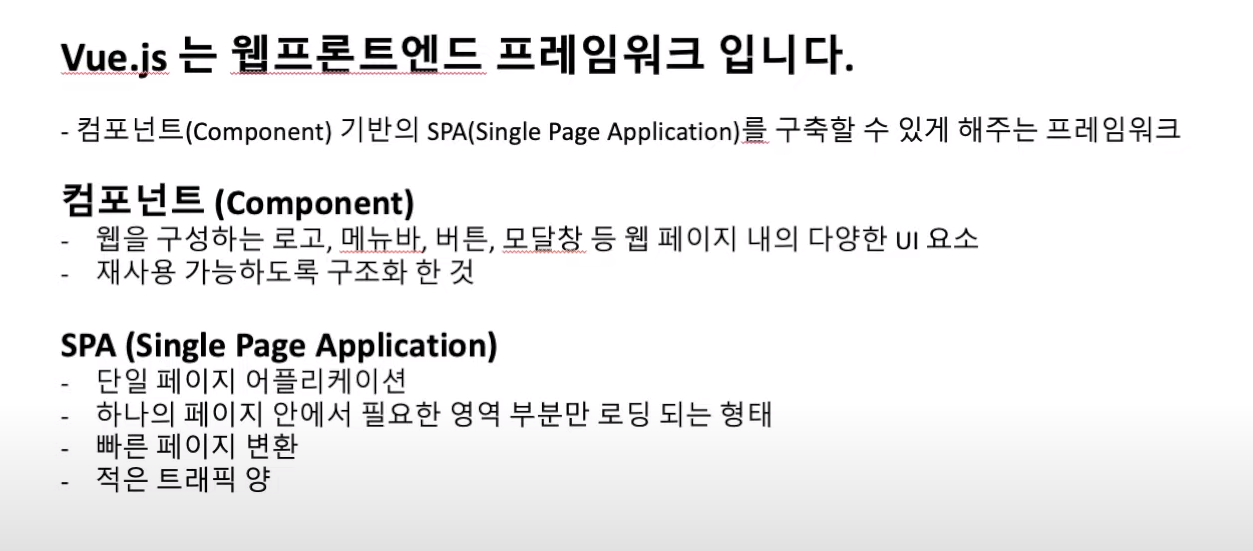 Vue.js 는 웹프론트엔드 프레임워크 입니다.
- 컴포넌트(Component) 기반의 SPA(Single Page Application)를 구축할 수 있게 해주는 프레임워크
컴포넌트 (Component)
- 웹을 구성하는 로고, 메뉴바, 버튼, 모달창 등 웹 페이지 내의 다양한 UI 요소
- 재사용 가능하도록 구조화 한 것
SPA (Single Page Application)
- 단일 페이지 어플리케이션
- 하나의 페이지 안에서 필요한 영역 부분만 로딩 되는 형태
- 빠른 페이지 변환
- 적은 트래픽 양